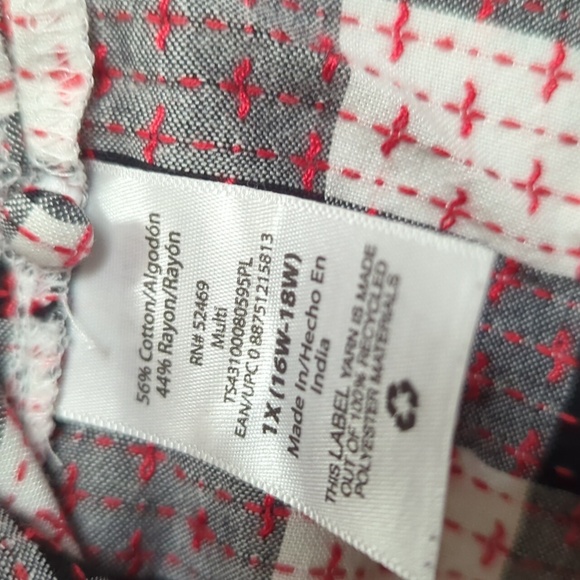 56% Cotton/Algodón
44% Rayon/Rayón
RN# 52469
Multi
TS43100080595PL
EAN/UPC 0 88751215813
1X (16W-18W)
Made In/Hecho En
India
THIS LABEL YARN IS MADE
OUT OF 100% RECYCLED
POLYESTER MATERIALS